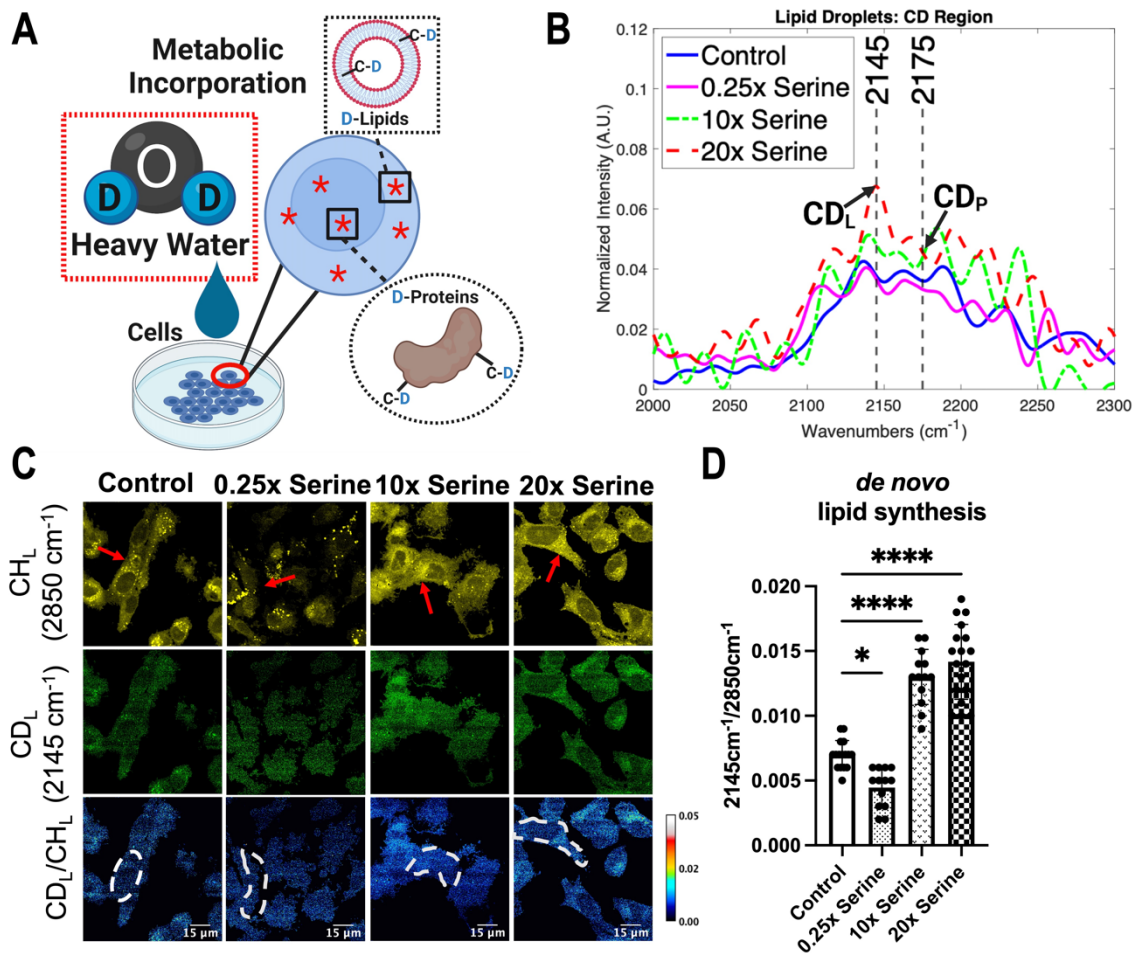 A
Metabolic
Incorporation
C-D
C-D
D-Lipids
O
D
D
Heavy Water
Cells
D-Proteins
C-D
C-D
B
Lipid Droplets: CD Region
Control
0.25x Serine
10x Serine
20x Serine
2145
2175
CDL
CDP
Normalized Intensity (A.U.)
0.12
0.1
0.08
0.06
0.04
0.02
0
2000
2050
2100
2150
2200
2250
2300
Wavenumbers (cm-1)
C
Control
0.25x Serine
10x Serine
20x Serine
CHL
(2850 cm-1)
CDL
(2145 cm-1)
CDL/CHL
15 μm
15 μm
15 μm
15 μm
0.05
0.04
0.02
0.00
D
de novo
lipid synthesis
****
****
*
2145cm-1/2850cm-1
0.020
0.015
0.010
0.005
0.000
Control
0.25x Serine
10x Serine
20x Serine